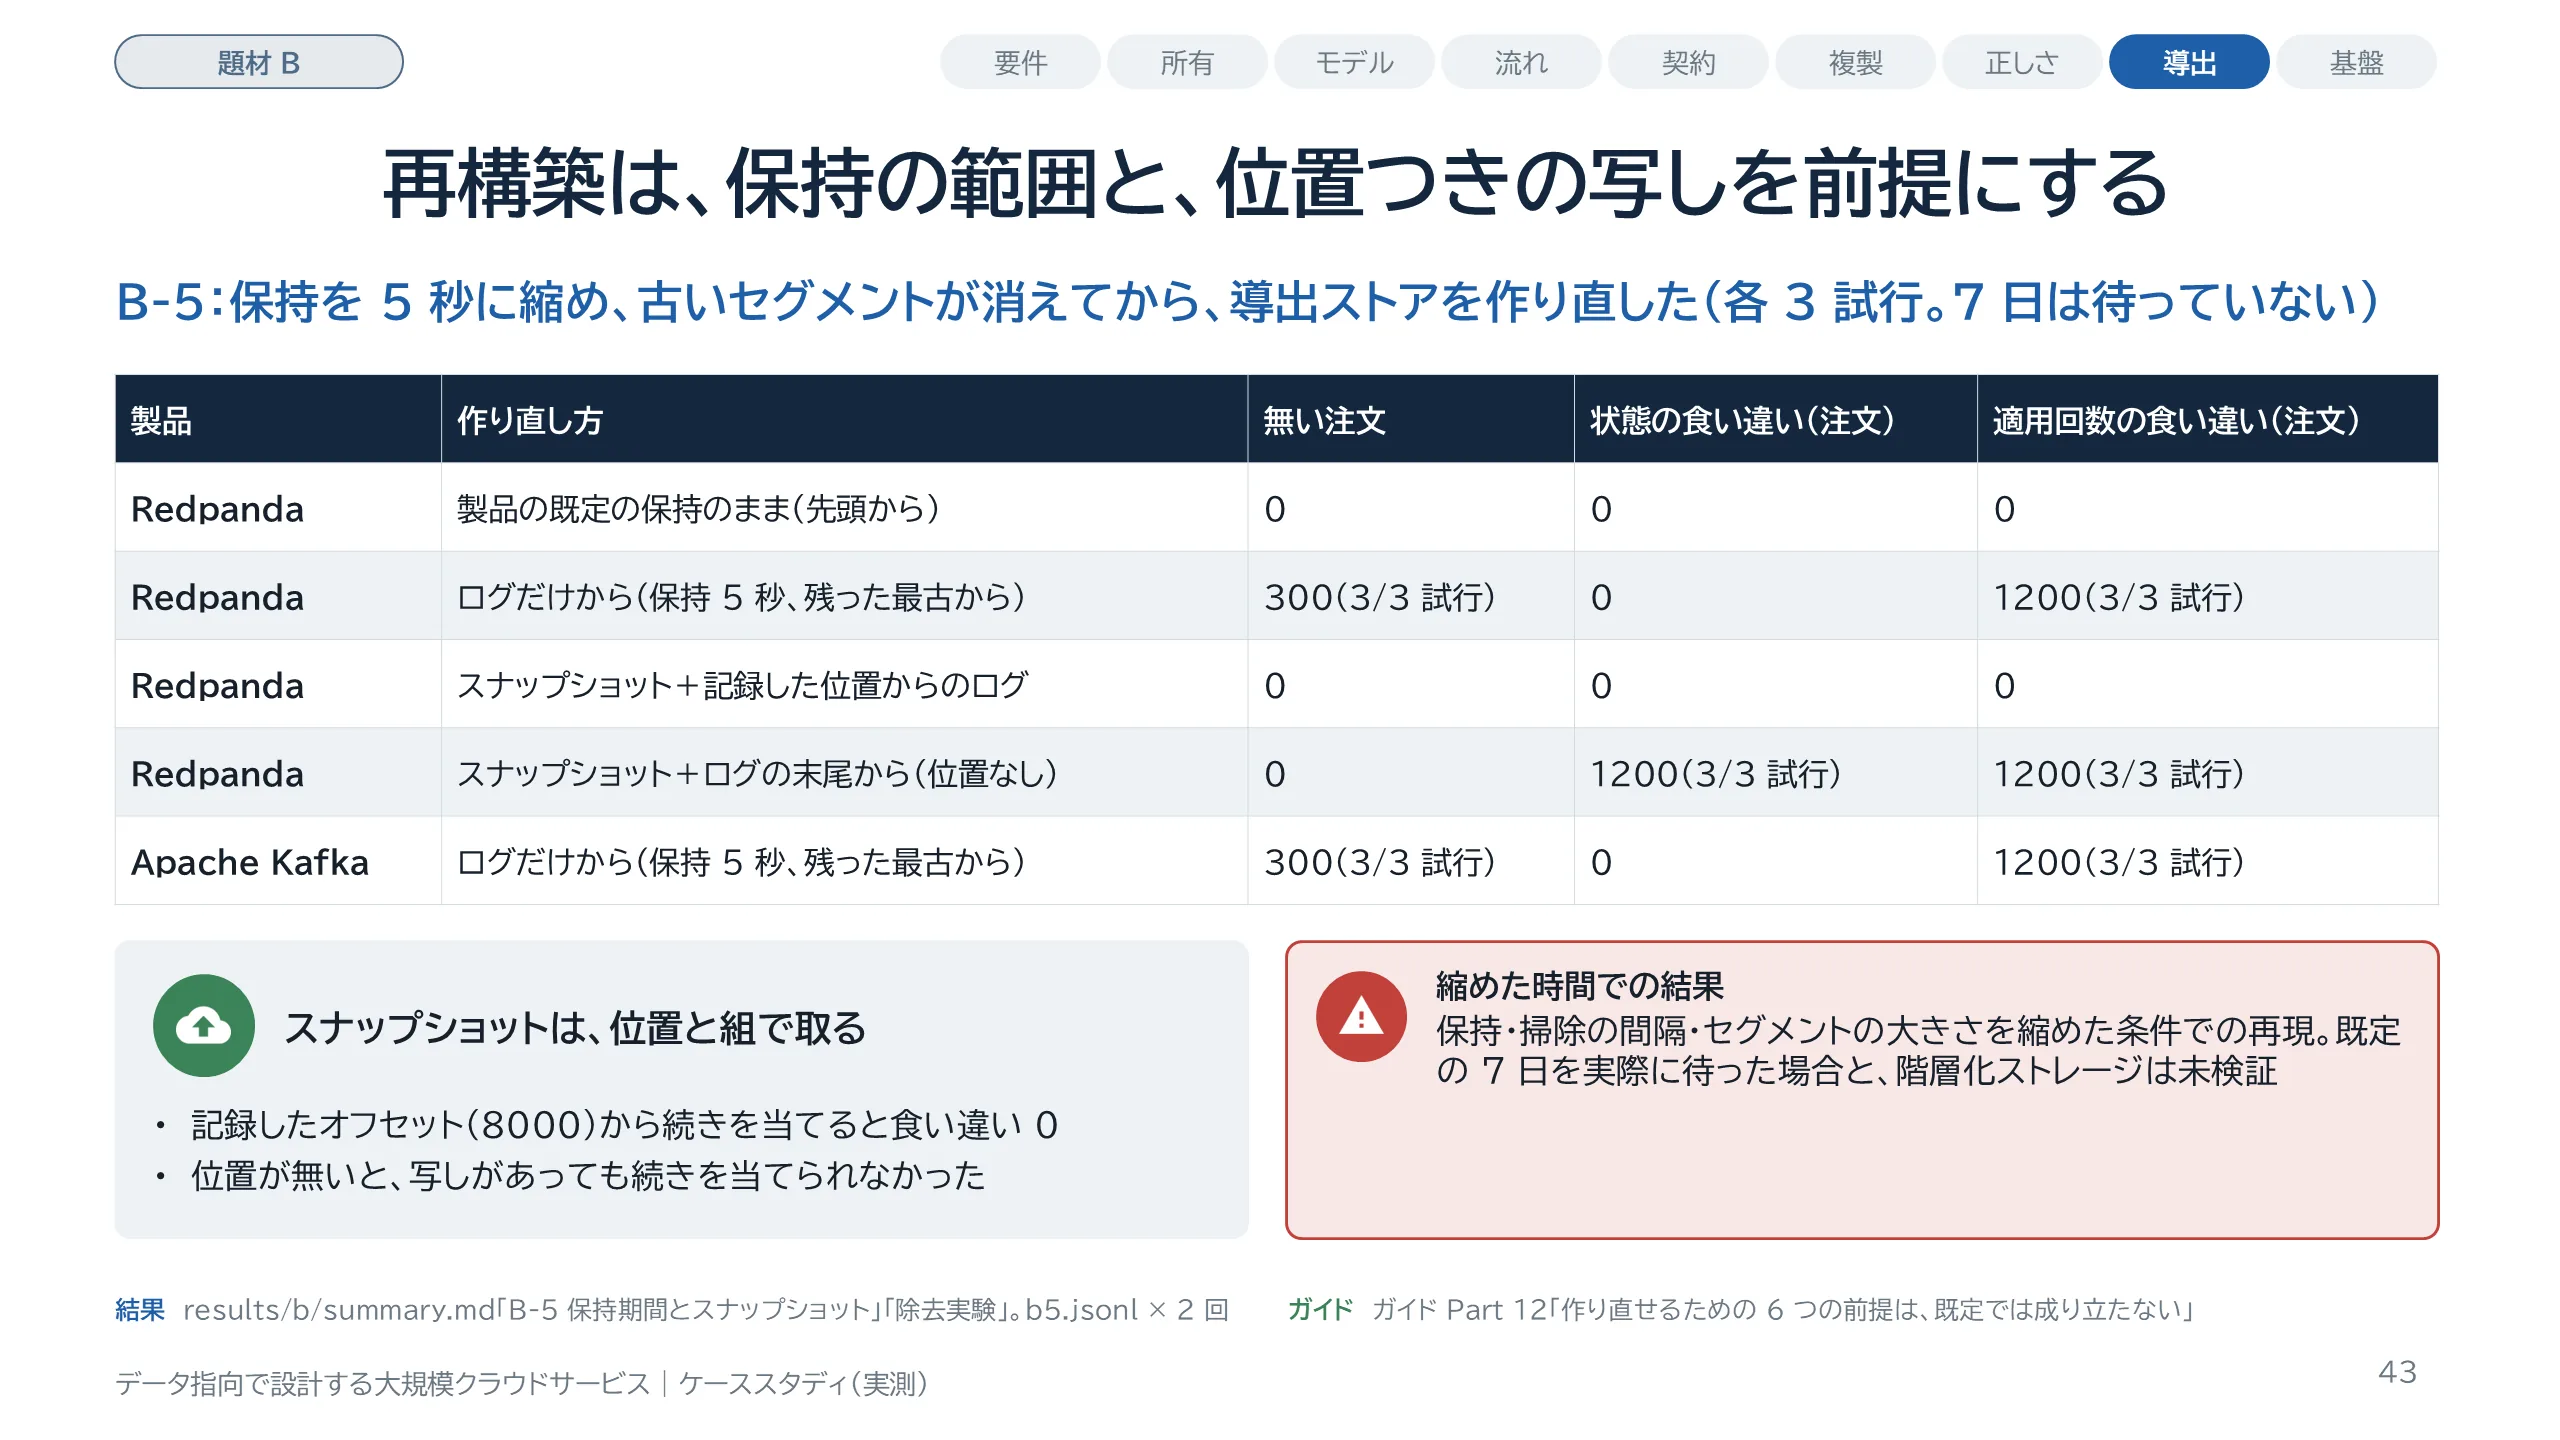 題材 B
要件 所有 モデル 流れ 契約 複製 正しさ 導出 基盤
再構築は、保持の範囲と、位置つきの写しを前提にする
B-5：保持を 5 秒に縮め、古いセグメントが消えてから、導出ストアを作り直した（各 3 試行。7 日は待っていない）
製品 作り直し方 無い注文 状態の食い違い（注文） 適用回数の食い違い（注文）
Redpanda 製品の既定の保持のまま（先頭から） 0 0 0
Redpanda ログだけから（保持 5 秒、残った最古から） 300（3/3 試行） 0 1200（3/3 試行）
Redpanda スナップショット＋記録した位置からのログ 0 0 0
Redpanda スナップショット＋ログの末尾から（位置なし） 0 1200（3/3 試行） 1200（3/3 試行）
Apache Kafka ログだけから（保持 5 秒、残った最古から） 300（3/3 試行） 0 1200（3/3 試行）
スナップショットは、位置と組で取る
・ 記録したオフセット（8000）から続きを当てると食い違い 0
・ 位置が無いと、写しがあっても続きを当てられなかった
縮めた時間での結果
保持・掃除の間隔・セグメントの大きさを縮めた条件での再現。既定
の 7 日を実際に待った場合と、階層化ストレージは未検証
結果 results/b/summary.md「B-5 保持期間とスナップショット」「除去実験」。b5.jsonl × 2 回
ガイド ガイド Part 12「作り直せるための 6 つの前提は、既定では成り立たない」
データ指向で設計する大規模クラウドサービス｜ケーススタディ（実測）
43